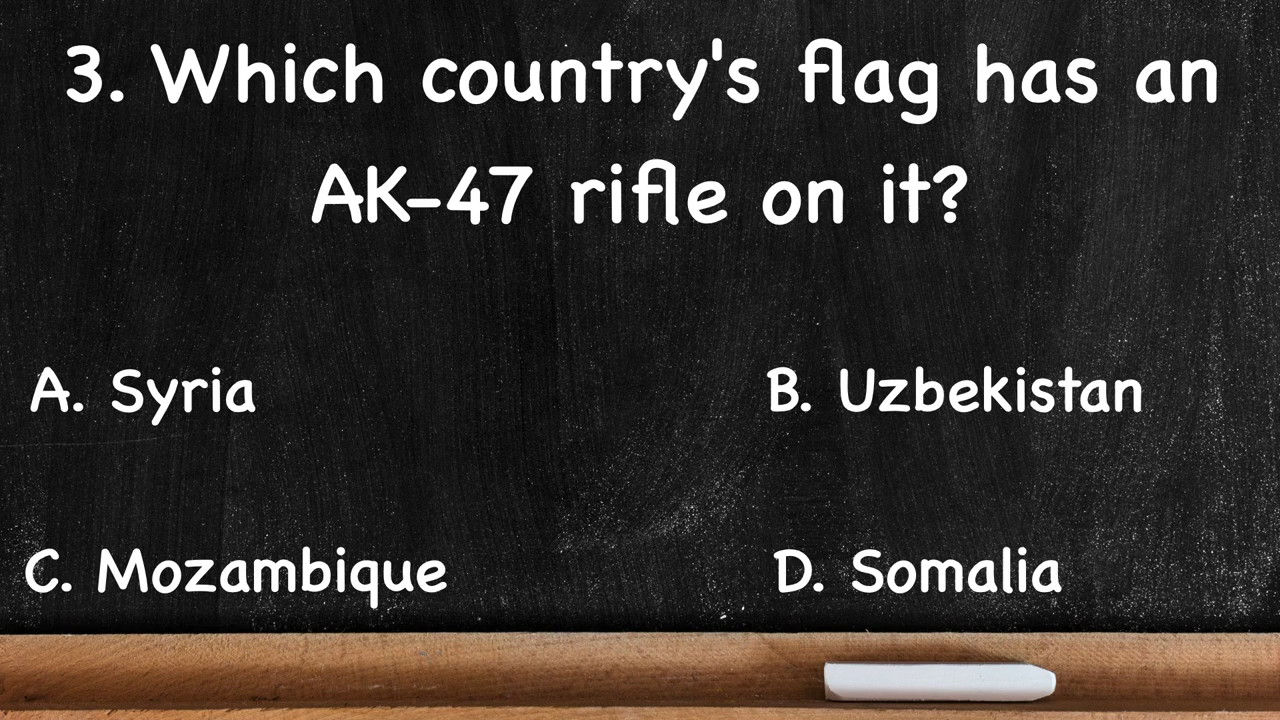 3. Which country's flag has an
AK-47 rifle on it?
A. Syria
B. Uzbekistan
C. Mozambique
D. Somalia